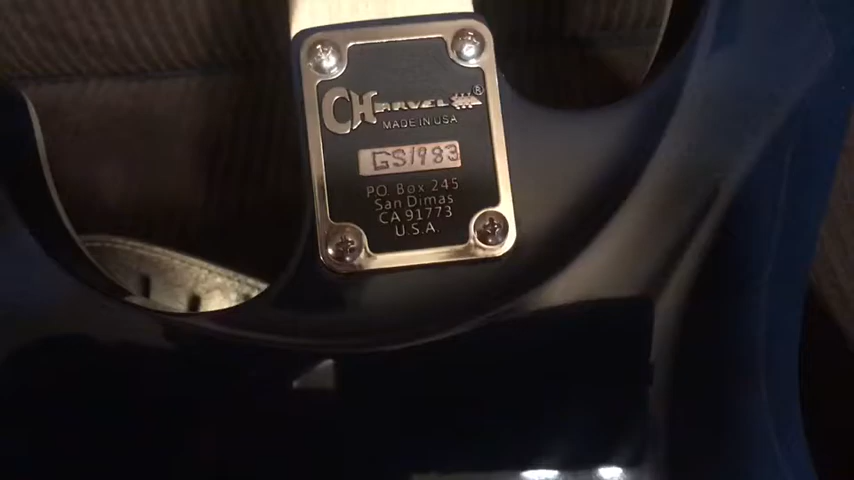 CHARVEL®
MADE IN USA
GS1983
P.O. Box 245
San Dimas
CA 91773
U.S.A.